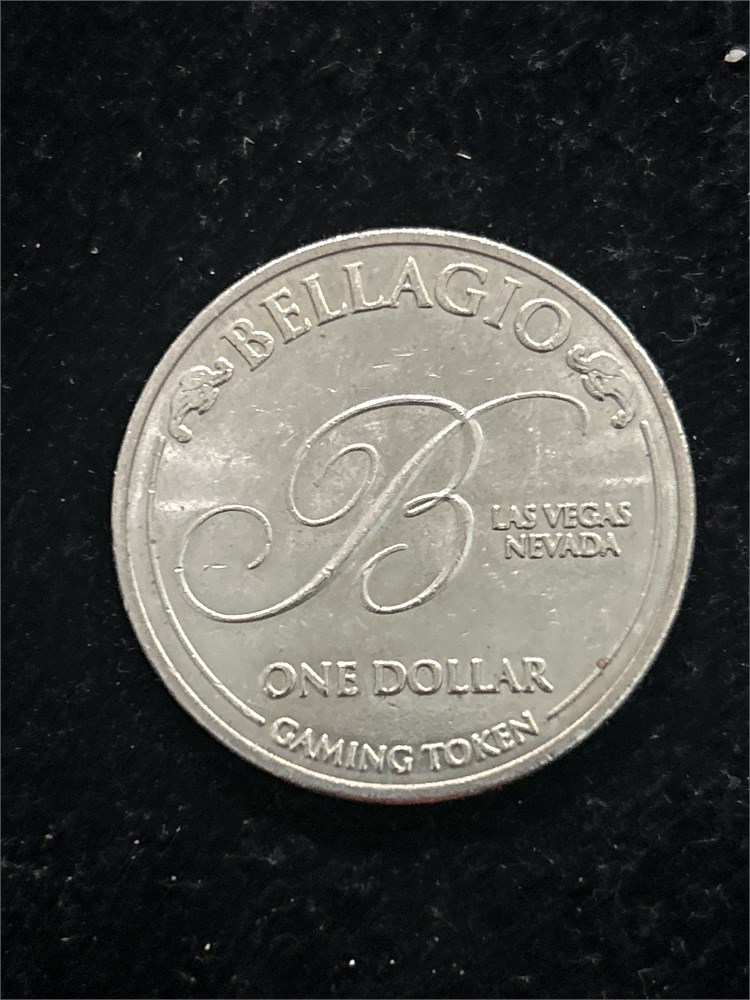 BELLAGIO
B
LAS VEGAS
NEVADA
ONE DOLLAR
GAMING TOKEN